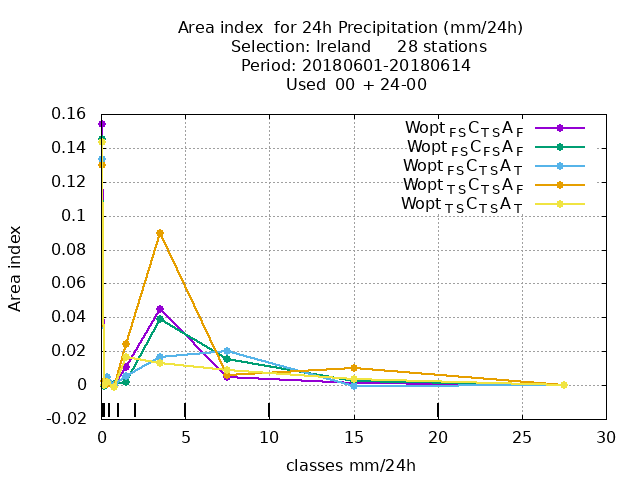 Area index  for 24h Precipitation (mm/24h)
Selection: Ireland     28 stations
Period: 20180601-20180614
Used  00  + 24-00
Wopt FS C TS A F
Wopt FS C FS A F
Wopt FS C TS A T
Wopt TS C TS A F
Wopt TS C TS A T
0.16
0.14
0.12
0.1
0.08
0.06
0.04
0.02
0
-0.02
Area index
0 5 10 15 20 25 30
classes mm/24h